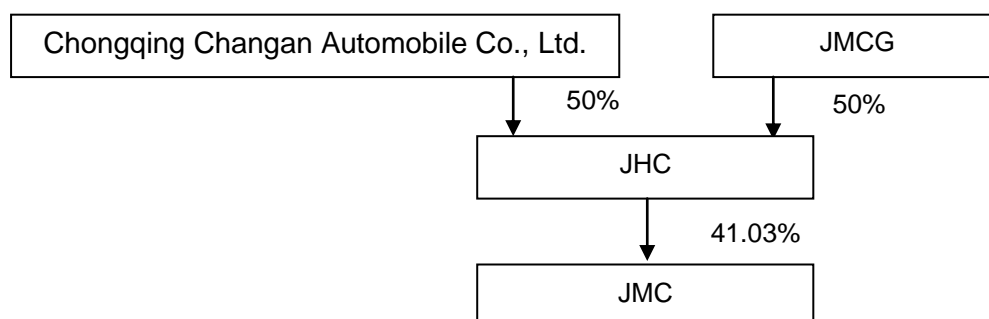 Chongqing Changan Automobile Co., Ltd.
JMCG
50%
50%
JHC
41.03%
JMC